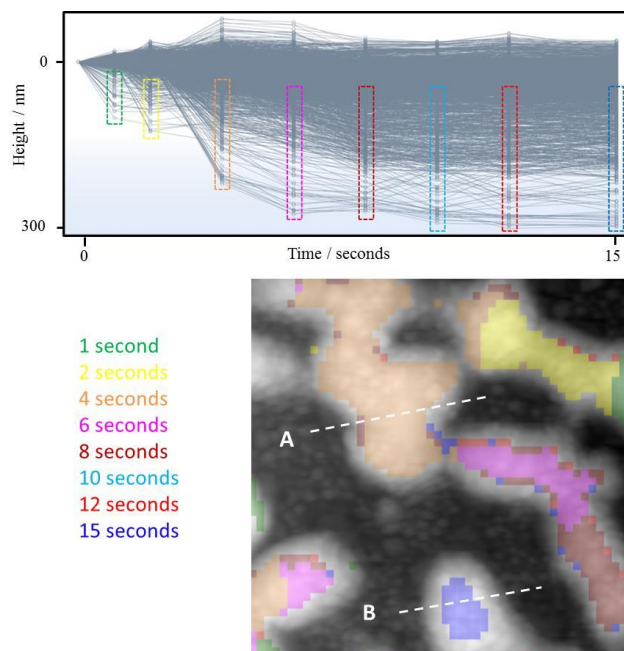 0
Height / nm
300
0
Time / seconds
15
1 second
2 seconds
4 seconds
6 seconds
8 seconds
10 seconds
12 seconds
15 seconds
A
B